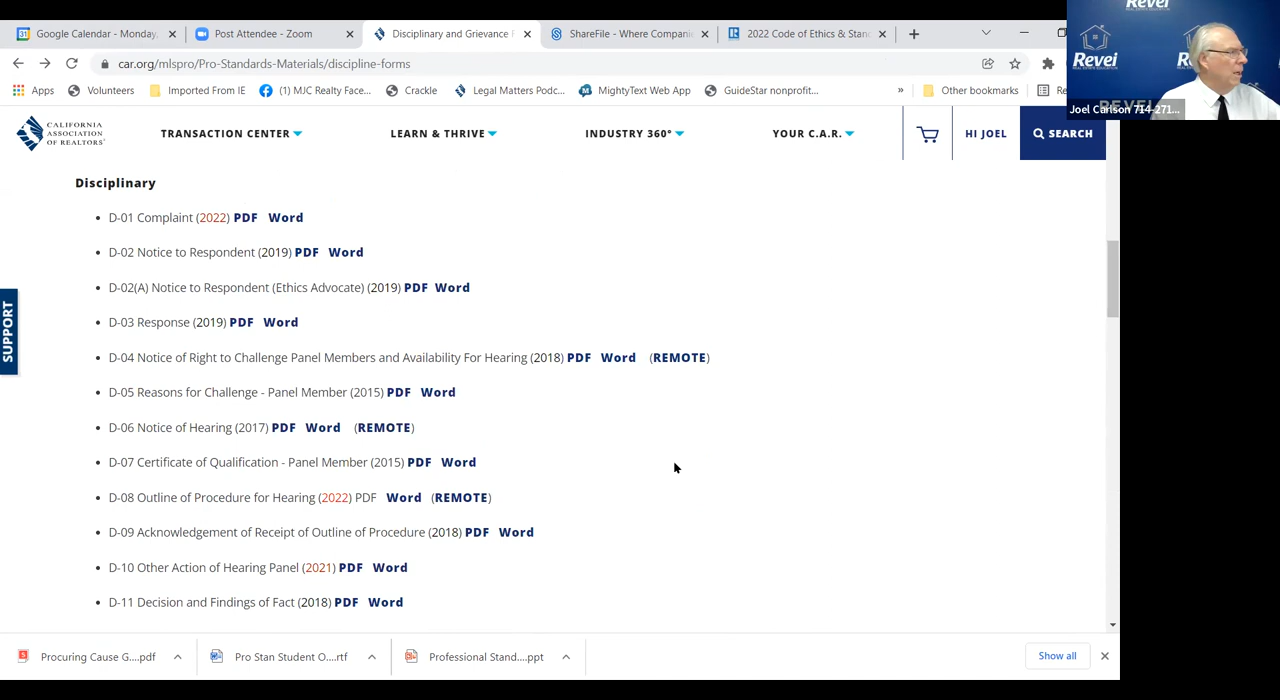 Google Calendar - Monday,
Post Attendee - Zoom
Disciplinary and Grievance F
ShareFile - Where Companie
2022 Code of Ethics & Stand
Revei
car.org/mlspro/Pro-Standards-Materials/discipline-forms
Revei
Apps
Volunteers
Imported From IE
(1) MJC Realty Face...
Crackle
Legal Matters Podc...
MightyText Web App
GuideStar nonprofit...
»
Other bookmarks
Joel Carlson 714-271...
CALIFORNIA
ASSOCIATION
OF REALTORS®
TRANSACTION CENTER
LEARN & THRIVE
INDUSTRY 360°
YOUR C.A.R.
HI JOEL
SEARCH
Disciplinary
• D-01 Complaint (2022) PDF Word
• D-02 Notice to Respondent (2019) PDF Word
• D-02(A) Notice to Respondent (Ethics Advocate) (2019) PDF Word
• D-03 Response (2019) PDF Word
• D-04 Notice of Right to Challenge Panel Members and Availability For Hearing (2018) PDF Word (REMOTE)
• D-05 Reasons for Challenge - Panel Member (2015) PDF Word
• D-06 Notice of Hearing (2017) PDF Word (REMOTE)
• D-07 Certificate of Qualification - Panel Member (2015) PDF Word
• D-08 Outline of Procedure for Hearing (2022) PDF Word (REMOTE)
• D-09 Acknowledgement of Receipt of Outline of Procedure (2018) PDF Word
• D-10 Other Action of Hearing Panel (2021) PDF Word
• D-11 Decision and Findings of Fact (2018) PDF Word
SUPPORT
Procuring Cause G....pdf
Pro Stan Student O....rtf
Professional Stand....ppt
Show all